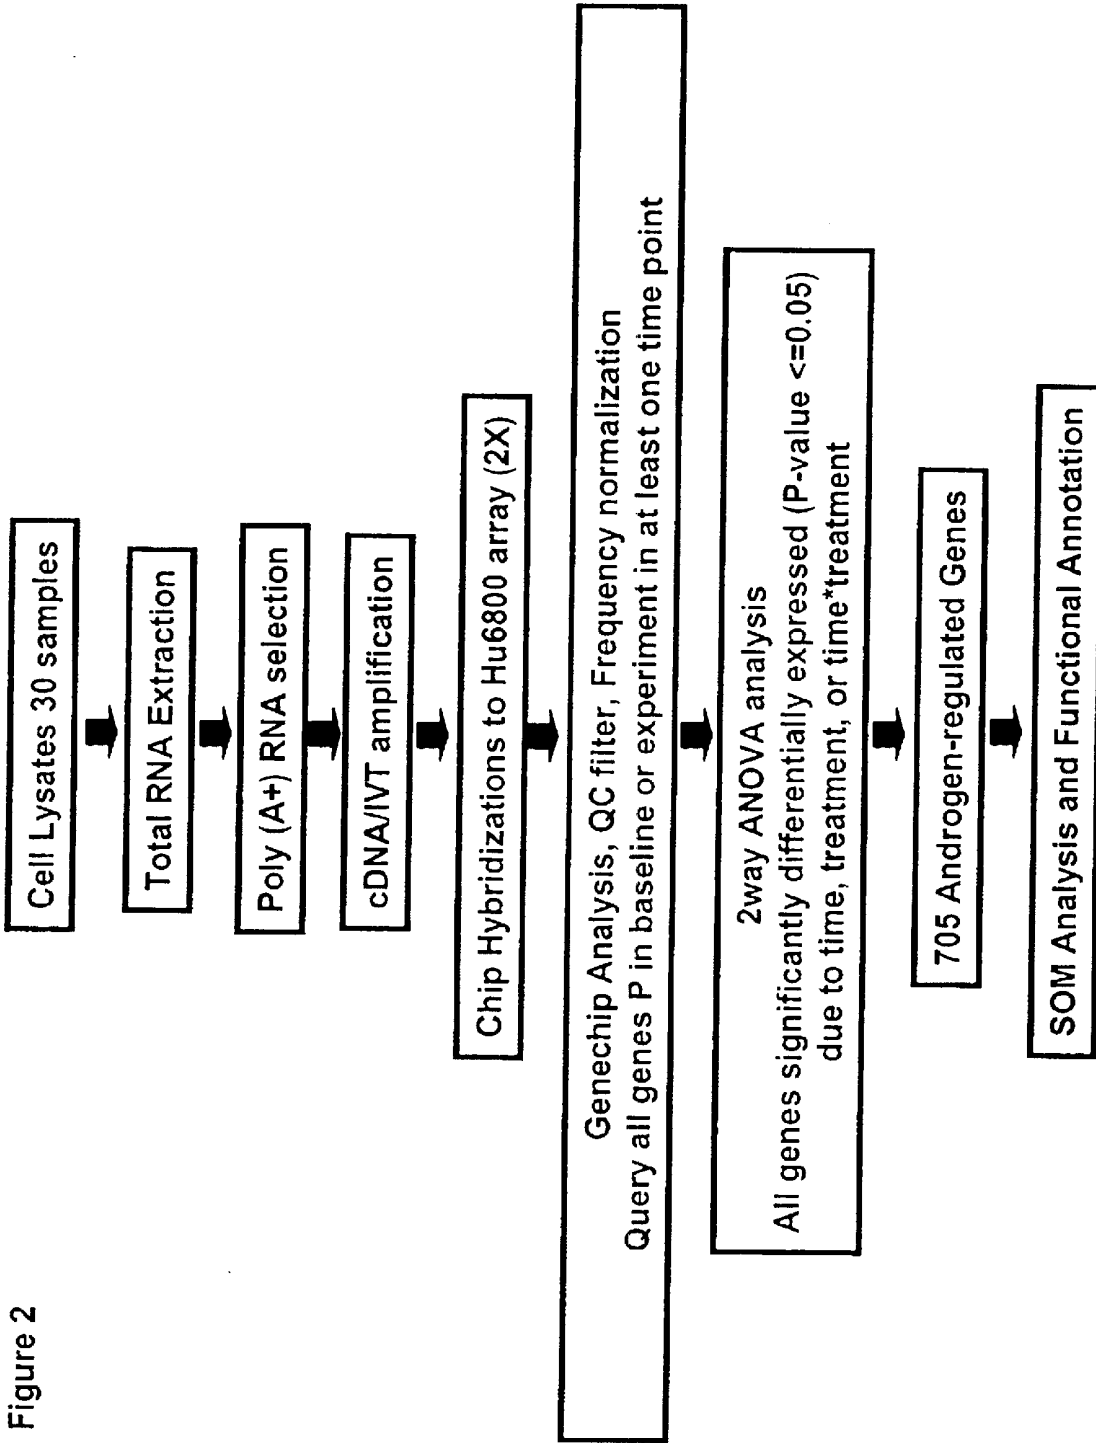 Figure 2
Cell Lysates 30 samples
Total RNA Extraction
Poly (A+) RNA selection
cDNA/IVT amplification
Chip Hybridizations to Hu6800 array (2X)
Genechip Analysis, QC filter, Frequency normalization
Query all genes P in baseline or experiment in at least one time point
2way ANOVA analysis
All genes significantly differentially expressed (P-value <=0.05)
due to time, treatment, or time*treatment
705 Androgen-regulated Genes
SOM Analysis and Functional Annotation